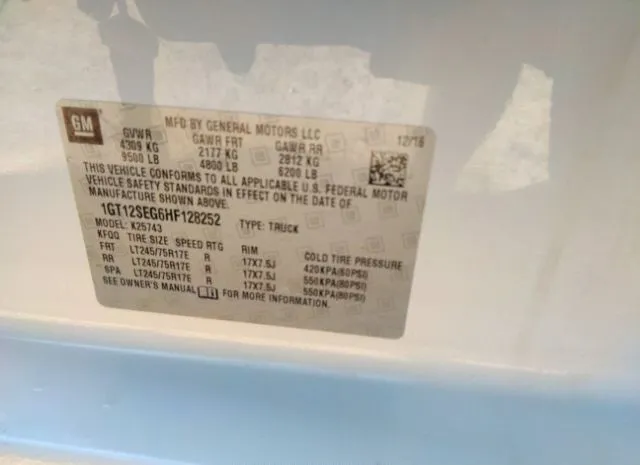 GM
MFD BY GENERAL MOTORS LLC 12/16
GVWR GAWR FRT GAWR RR
4309 KG 2177 KG 2812 KG
9500 LB 4800 LB 6200 LB
THIS VEHICLE CONFORMS TO ALL APPLICABLE U.S. FEDERAL MOTOR
VEHICLE SAFETY STANDARDS IN EFFECT ON THE DATE OF
MANUFACTURE SHOWN ABOVE.
1GT12SEG6HF128252 TYPE: TRUCK
MODEL: K25743
KFQQ TIRE SIZE SPEED RTG RIM COLD TIRE PRESSURE
FRT LT245/75R17E R 17X7.5J 420KPA(60PSI)
RR LT245/75R17E R 17X7.5J 550KPA(80PSI)
SPA LT245/75R17E R 17X7.5J 550KPA(80PSI)
SEE OWNER'S MANUAL FOR MORE INFORMATION.